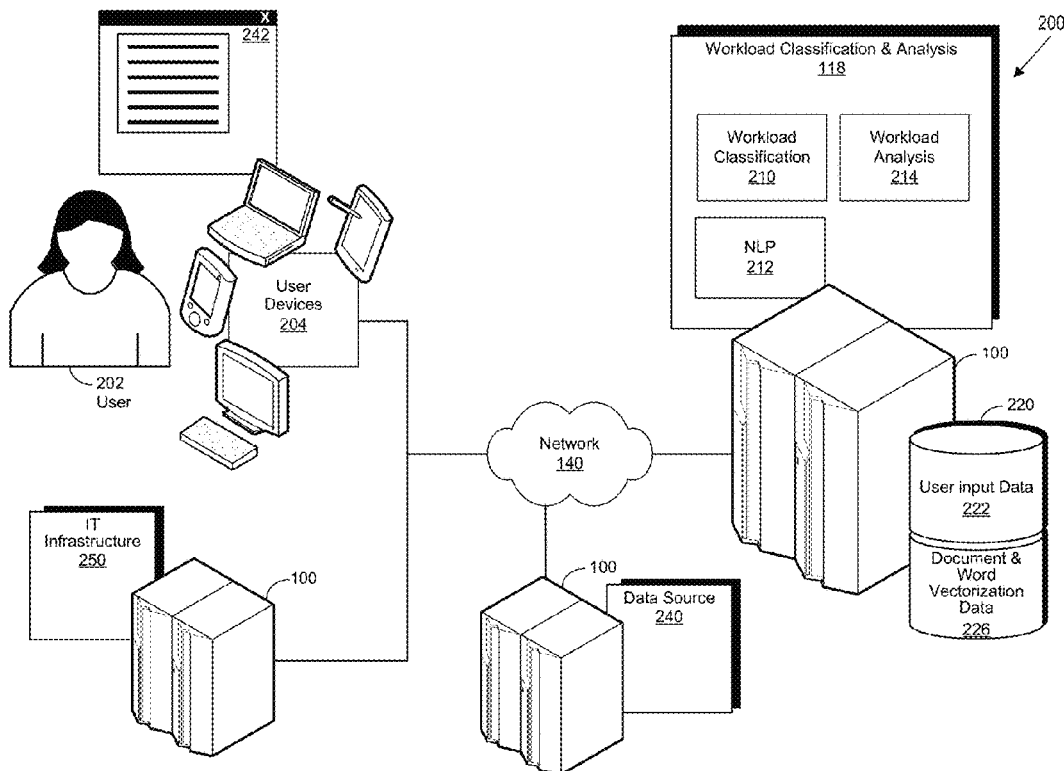 X
242
200
Workload Classification & Analysis
118
Workload
Classification
210
Workload
Analysis
214
NLP
212
User
Devices
204
202
User
100
220
Network
140
User input Data
222
Document &
Word
Vectorization
Data
226
IT
Infrastructure
250
100
100
Data Source
240